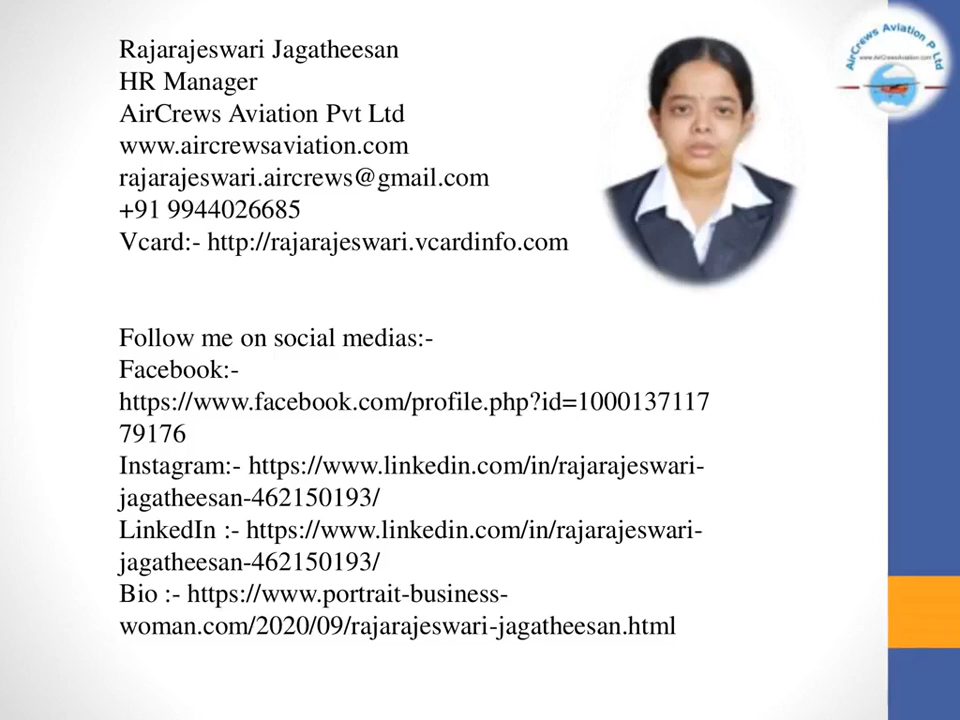 Rajarajeswari Jagatheesan
HR Manager
AirCrews Aviation Pvt Ltd
www.aircrewsaviation.com
rajarajeswari.aircrews@gmail.com
+91 9944026685
Vcard:- http://rajarajeswari.vcardinfo.com
AirCrews Aviation P Ltd
www.AirCrewsAviation.com
Follow me on social medias:-
Facebook:-
https://www.facebook.com/profile.php?id=1000137117
79176
Instagram:- https://www.linkedin.com/in/rajarajeswari-
jagatheesan-462150193/
LinkedIn :- https://www.linkedin.com/in/rajarajeswari-
jagatheesan-462150193/
Bio :- https://www.portrait-business-
woman.com/2020/09/rajarajeswari-jagatheesan.html